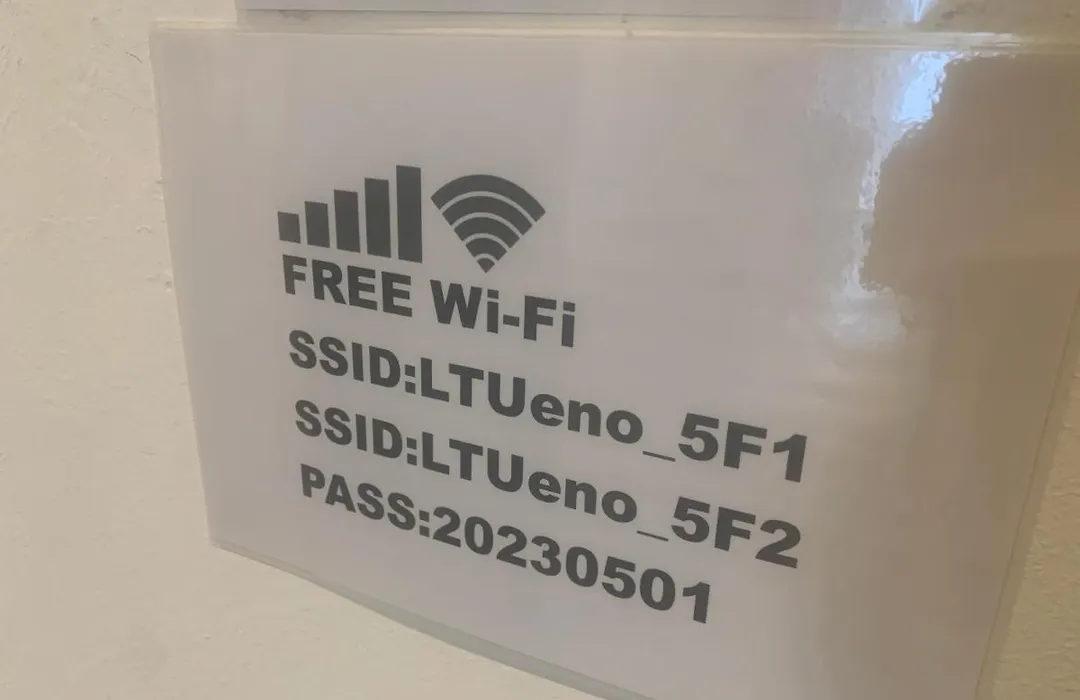 FREE Wi-Fi
SSID:LTUeno_5F1
SSID:LTUeno_5F2
PASS:20230501